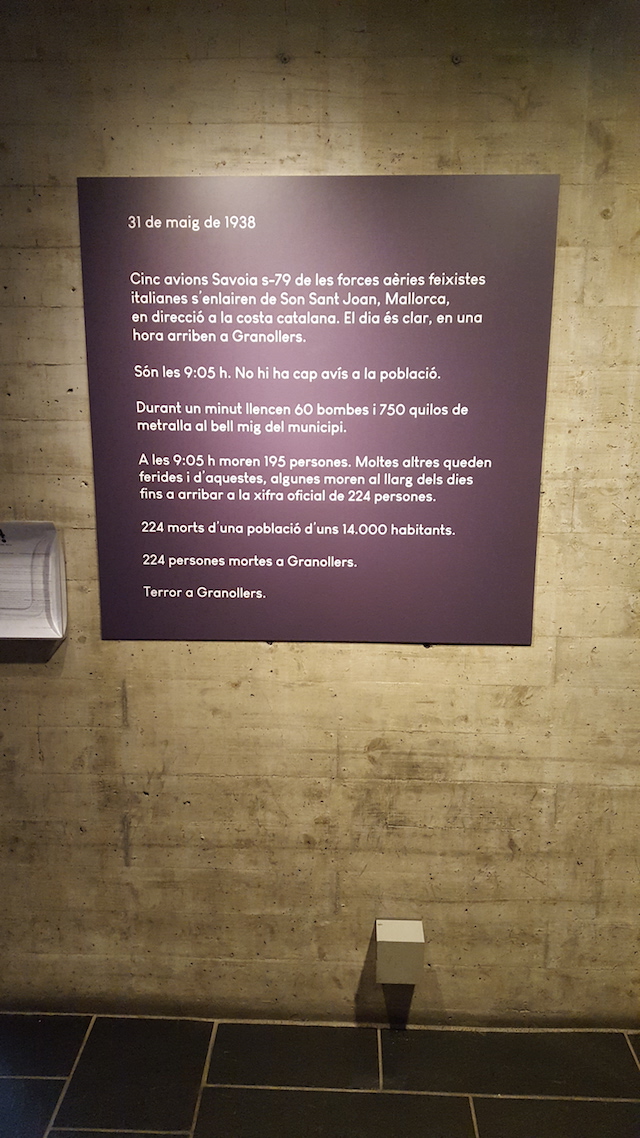 31 de maig de 1938
Cinc avions Savoia s-79 de les forces aèries feixistes
italianes s'enlairen de Son Sant Joan, Mallorca,
en direcció a la costa catalana. El dia és clar, en una
hora arriben a Granollers.
Són les 9:05 h. No hi ha cap avís a la població.
Durant un minut llencen 60 bombes i 750 quilos de
metralla al bell mig del municipi.
A les 9:05 h moren 195 persones. Moltes altres queden
ferides i d'aquestes, algunes moren al llarg dels dies
fins a arribar a la xifra oficial de 224 persones.
224 morts d'una població d'uns 14.000 habitants.
224 persones mortes a Granollers.
Terror a Granollers.